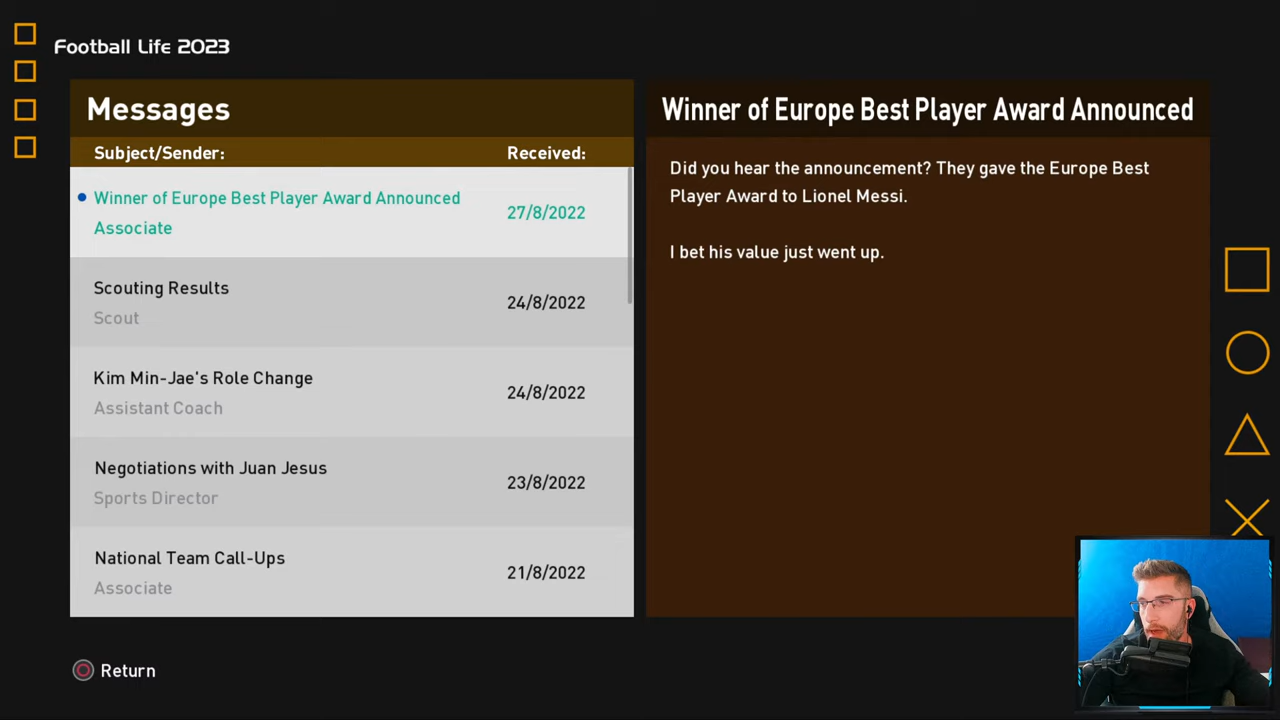 Football Life 2023
Messages
Subject/Sender: Received:
Winner of Europe Best Player Award Announced
Associate
27/8/2022
Scouting Results
Scout
24/8/2022
Kim Min-Jae's Role Change
Assistant Coach
24/8/2022
Negotiations with Juan Jesus
Sports Director
23/8/2022
National Team Call-Ups
Associate
21/8/2022
Winner of Europe Best Player Award Announced
Did you hear the announcement? They gave the Europe Best
Player Award to Lionel Messi.
I bet his value just went up.
Return